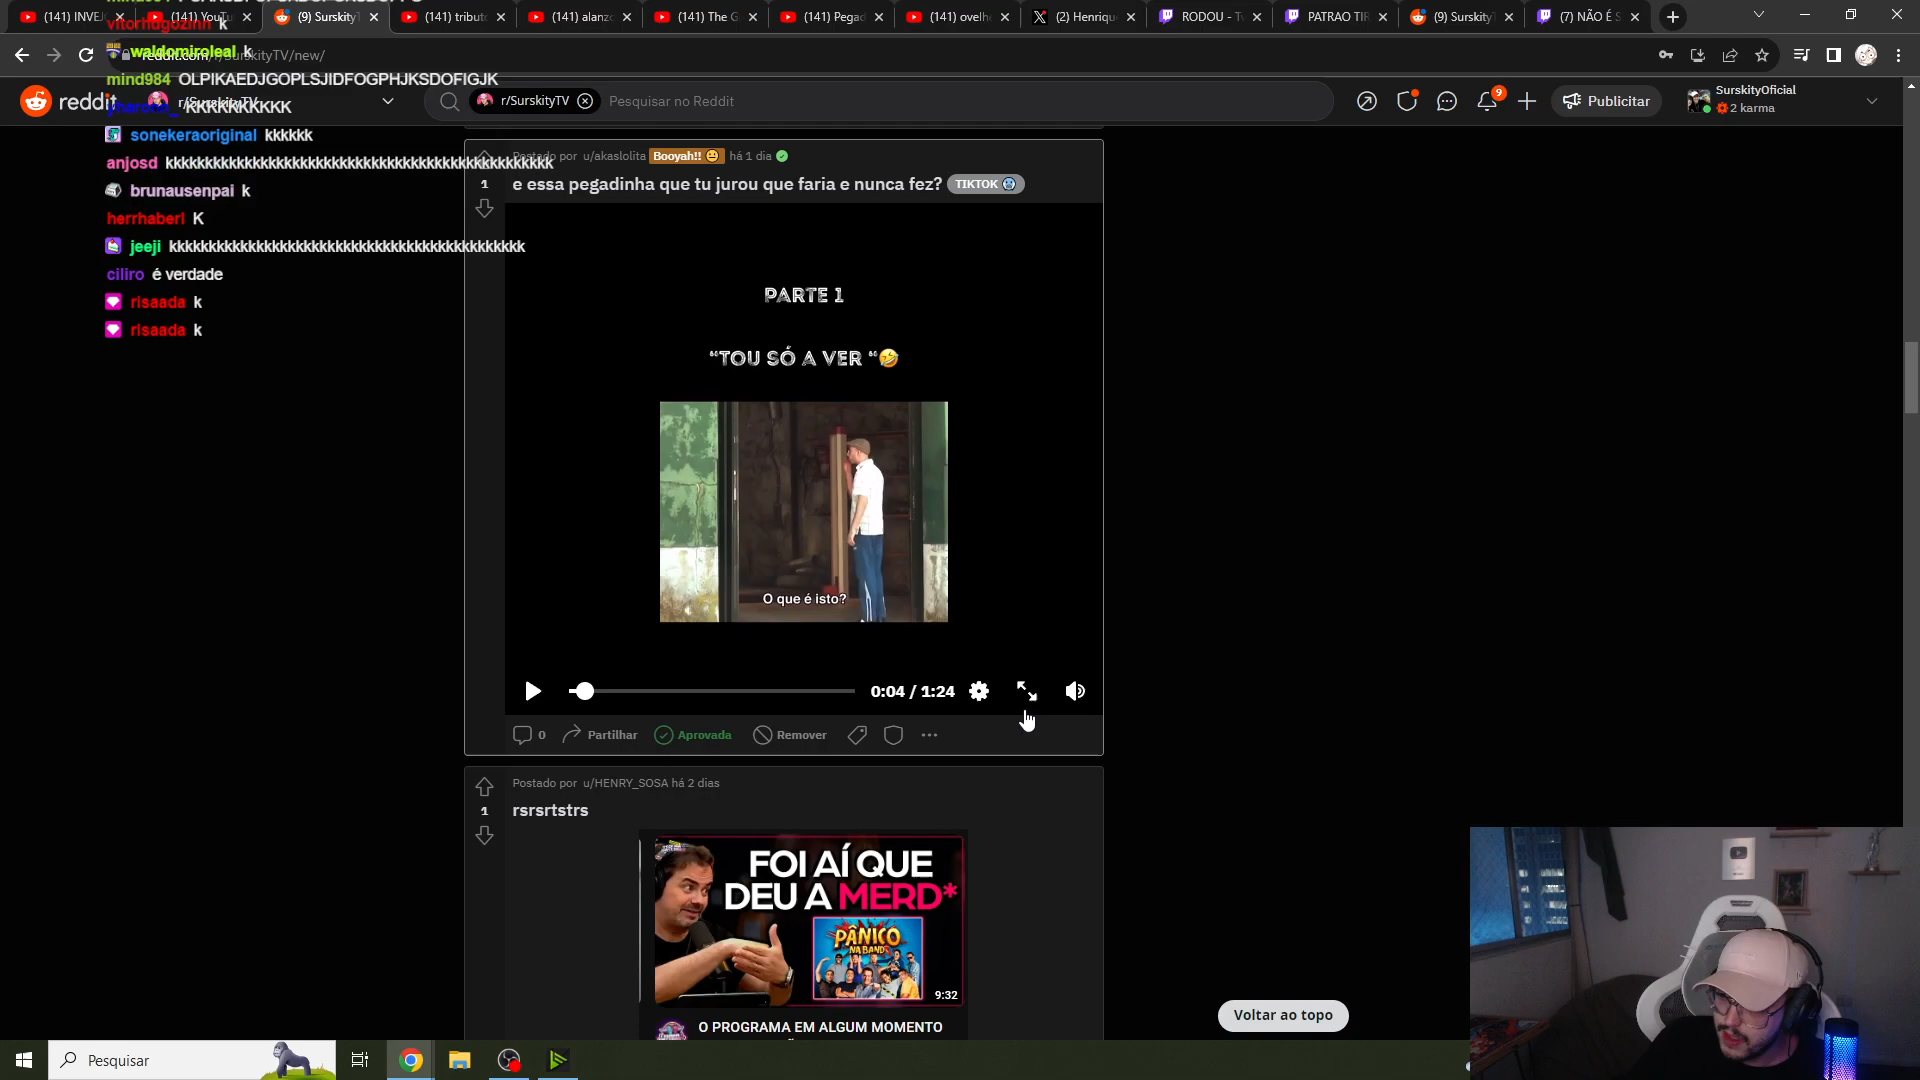 (141) INVE
(141) YouTu
(9) Surskity
(141) tribut
(141) alanzo
(141) The G
(141) Pegad
(141) ovelh
(2) Henriqu
RODOU - Tw
PATRAO TIR
(9) Surskity
(7) NÃO É S
vitorhugozinn k
waldomiroleal k
reddit.com/r/SurskityTV/new/
mind984 OLPIKAEDJGOPLSJIDFOGPHJKSDOFIGJK
reddit
r/SurskityTV
KKKKKKKKKK
r/SurskityTV
Pesquisar no Reddit
9
Publicitar
SurskityOficial
2 karma
sonekeraoriginal kkkkkk
anjosd kkkkkkkkkkkkkkkkkkkkkkkkkkkkkkkkkkkkkkkkkkkkkkkkk
brunausenpai k
herrhaberl K
jeeji kkkkkkkkkkkkkkkkkkkkkkkkkkkkkkkkkkkkkkkkkkkkk
ciliro é verdade
risaada k
risaada k
Postado por u/akaslolita Booyah!! há 1 dia
1
e essa pegadinha que tu jurou que faria e nunca fez? TIKTOK
PARTE 1
“TOU SÓ A VER “🤣
O que é isto?
0:04 / 1:24
0
Partilhar
Aprovada
Remover
Postado por u/HENRY_SOSA há 2 dias
1
rsrsrtstrs
FOI AÍ QUE
DEU A MERD*
PÂNICO
NA BAND
9:32
O PROGRAMA EM ALGUM MOMENTO
Voltar ao topo
Pesquisar